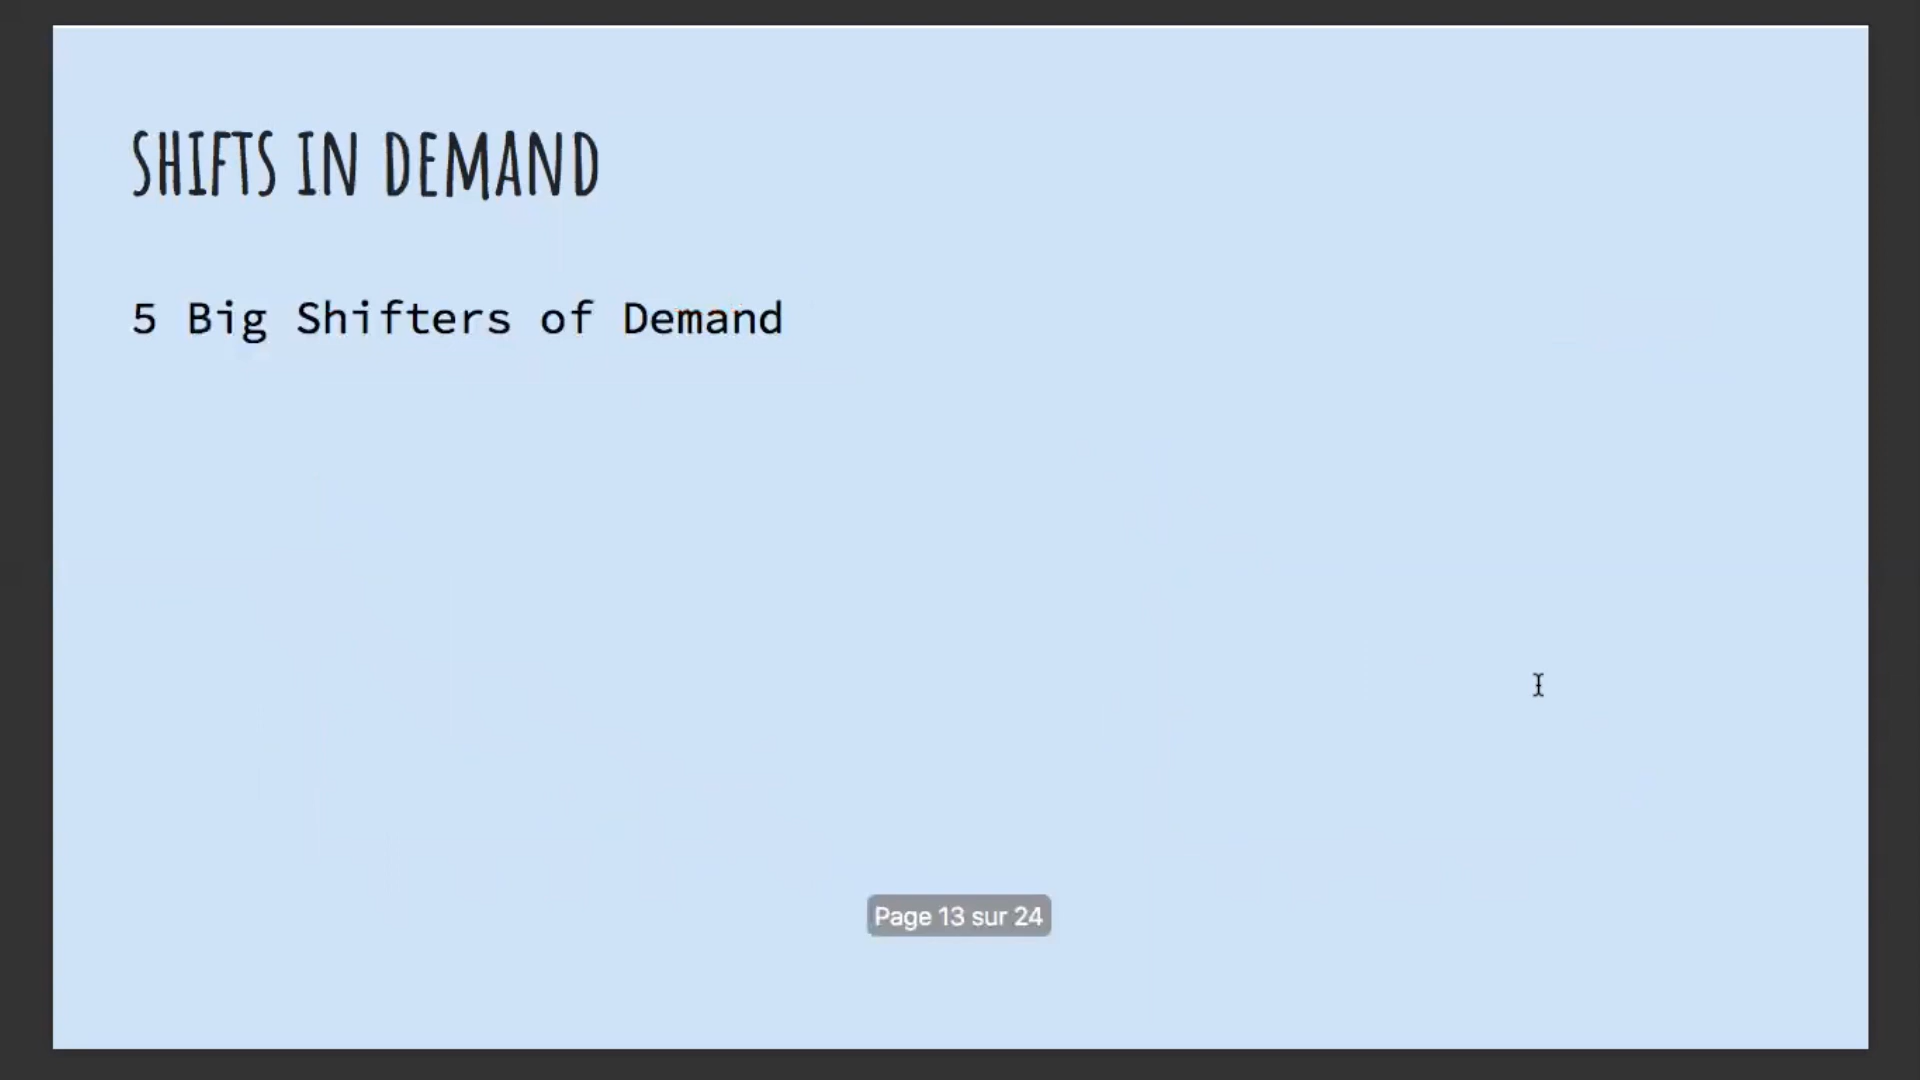 SHIFTS IN DEMAND
5 Big Shifters of Demand
Page 13 sur 24